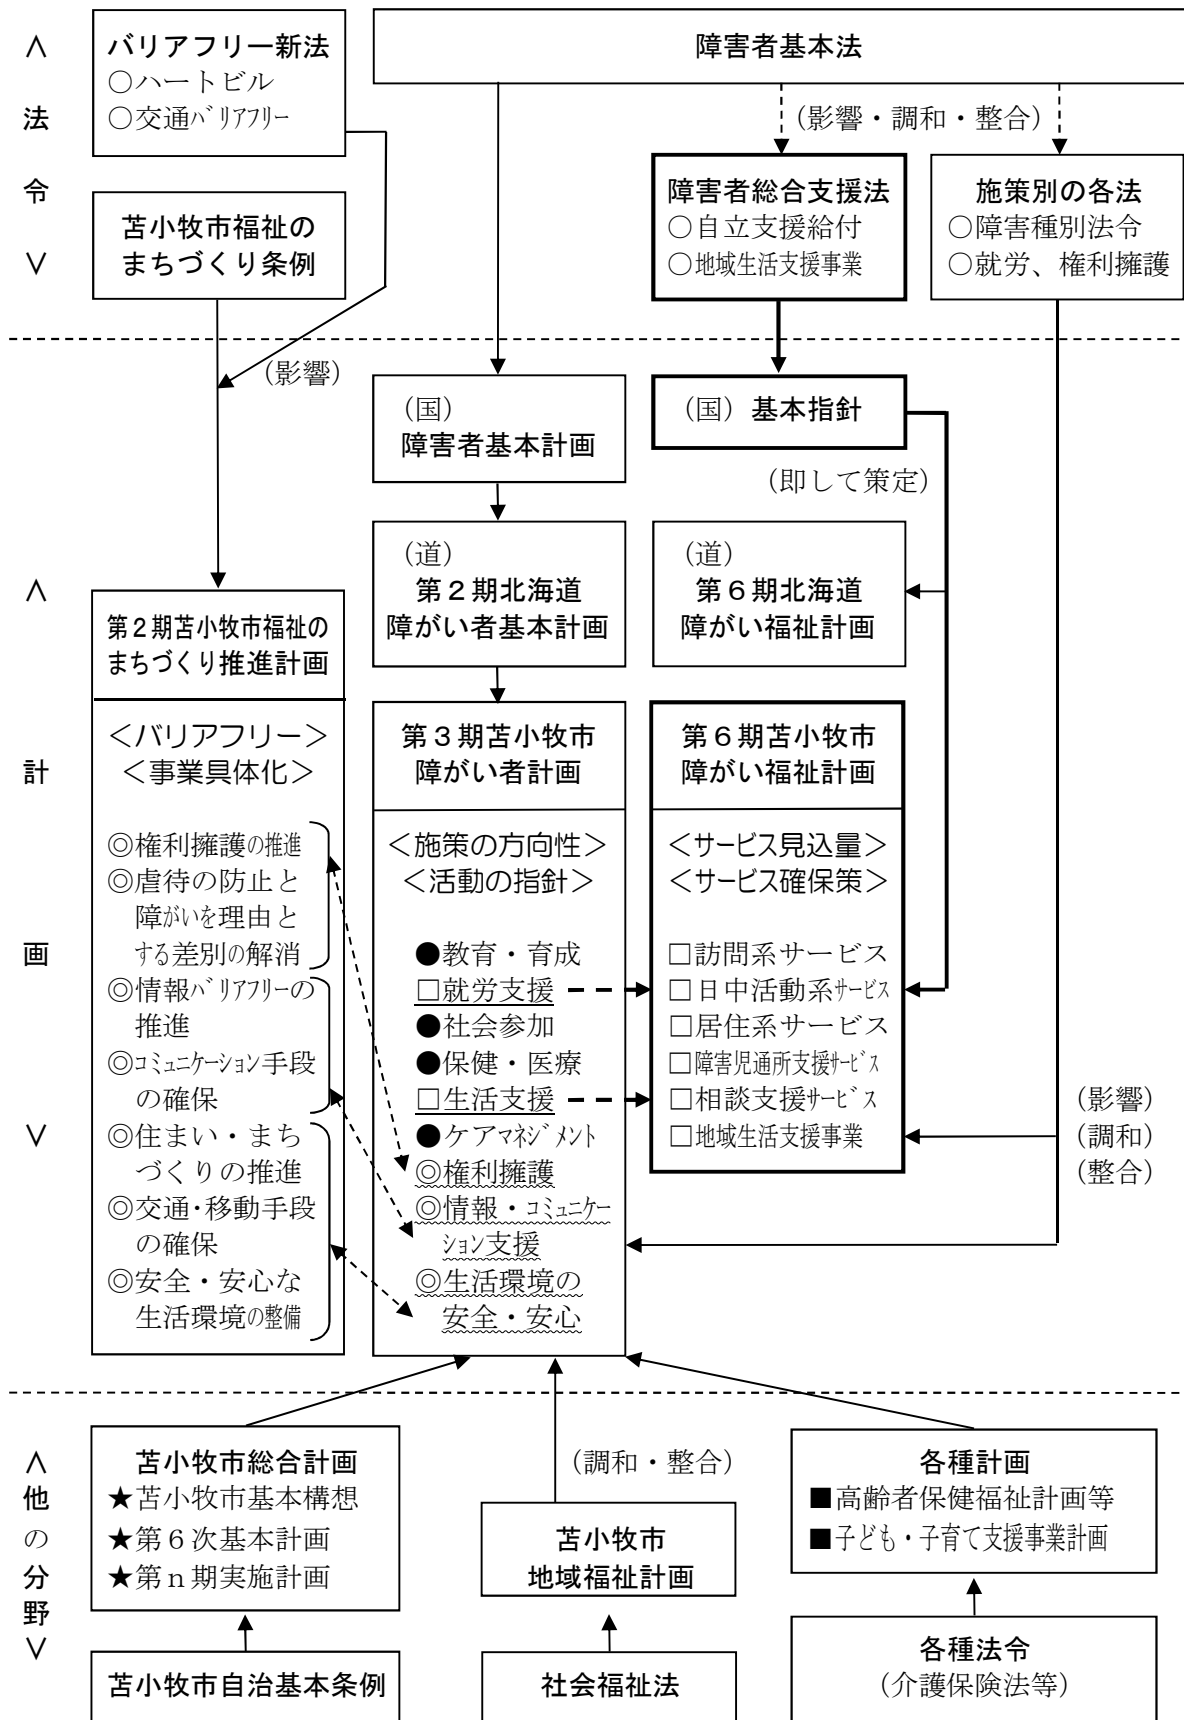 ＜法令＞
バリアフリー新法
○ハートビル
○交通バリアフリー
障害者基本法
（影響・調和・整合）
苫小牧市福祉の
まちづくり条例
障害者総合支援法
○自立支援給付
○地域生活支援事業
施策別の各法
○障害種別法令
○就労、権利擁護
（影響）
＜計画＞
（国）
障害者基本計画
（国）基本指針
（即して策定）
（道）
第２期北海道
障がい者基本計画
（道）
第６期北海道
障がい福祉計画
第２期苫小牧市福祉の
まちづくり推進計画
＜バリアフリー＞
＜事業具体化＞
◎権利擁護の推進
◎虐待の防止と
障がいを理由と
する差別の解消
◎情報バリアフリーの
推進
◎コミュニケーション手段
の確保
◎住まい・まち
づくりの推進
◎交通・移動手段
の確保
◎安全・安心な
生活環境の整備
第３期苫小牧市
障がい者計画
＜施策の方向性＞
＜活動の指針＞
●教育・育成
□就労支援
●社会参加
●保健・医療
□生活支援
●ケアマネジメント
◎権利擁護
◎情報・コミュニケー
ション支援
◎生活環境の
安全・安心
第６期苫小牧市
障がい福祉計画
＜サービス見込量＞
＜サービス確保策＞
□訪問系サービス
□日中活動系サービス
□居住系サービス
□障害児通所支援サービス
□相談支援サービス
□地域生活支援事業
（影響）
（調和）
（整合）
＜他の分野＞
苫小牧市総合計画
★苫小牧市基本構想
★第６次基本計画
★第ｎ期実施計画
（調和・整合）
苫小牧市
地域福祉計画
各種計画
■高齢者保健福祉計画等
■子ども・子育て支援事業計画
苫小牧市自治基本条例
社会福祉法
各種法令
（介護保険法等）